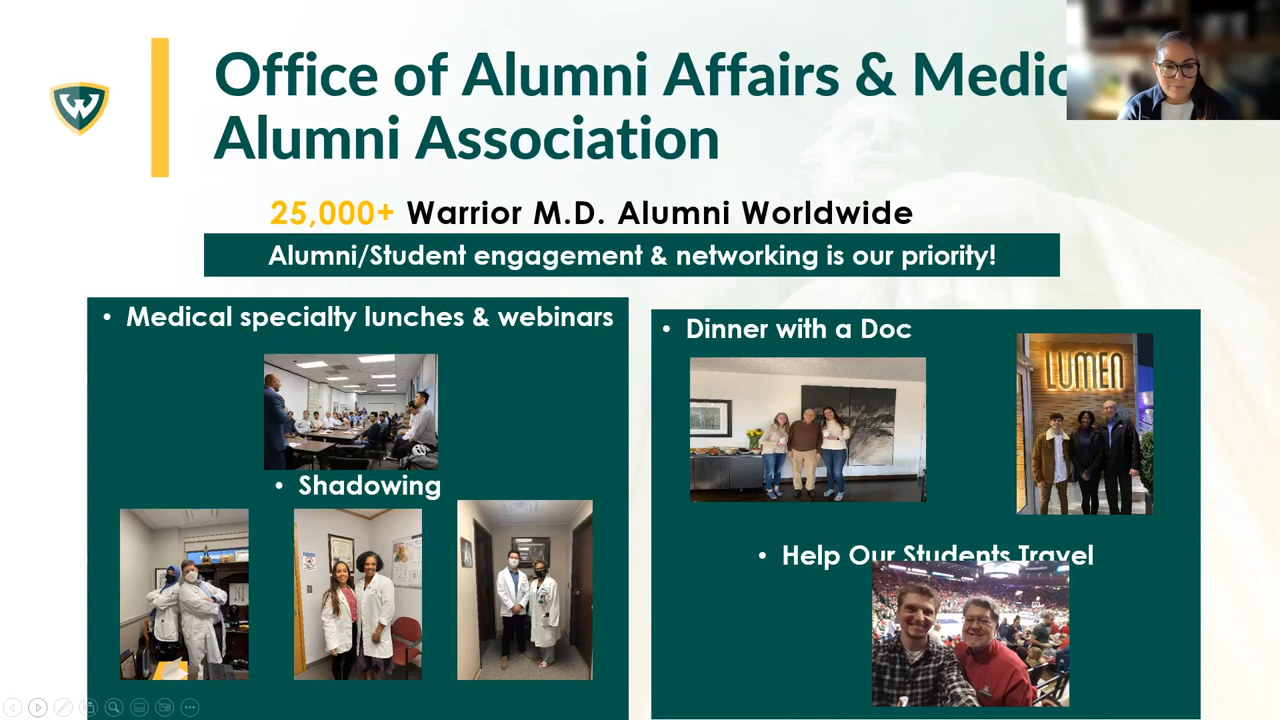 Office of Alumni Affairs & Medic
Alumni Association
25,000+ Warrior M.D. Alumni Worldwide
Alumni/Student engagement & networking is our priority!
• Medical specialty lunches & webinars
• Shadowing
• Dinner with a Doc
LUMEN
• Help Our Students Travel
W